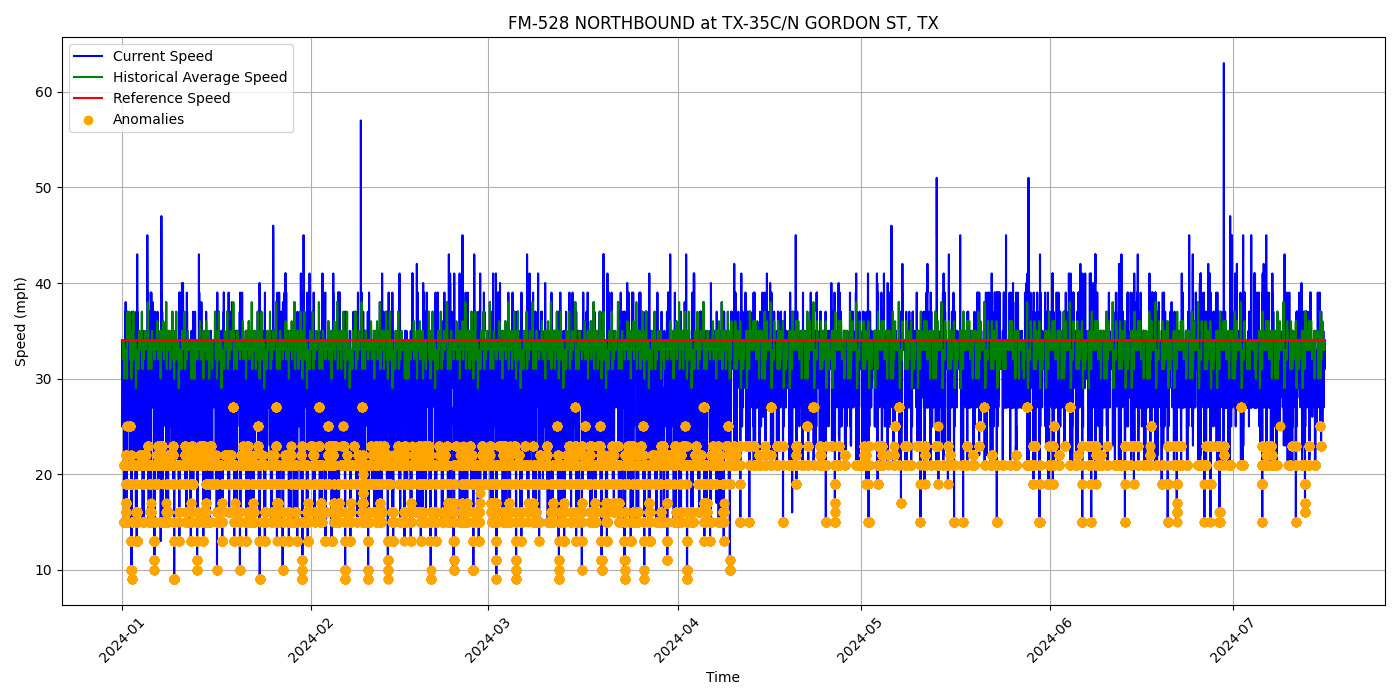 FM-528 NORTHBOUND at TX-35C/N GORDON ST, TX
Current Speed
Historical Average Speed
Reference Speed
Anomalies
Speed (mph)
60
50
40
30
20
10
2024-01
2024-02
2024-03
2024-04
2024-05
2024-06
2024-07
Time